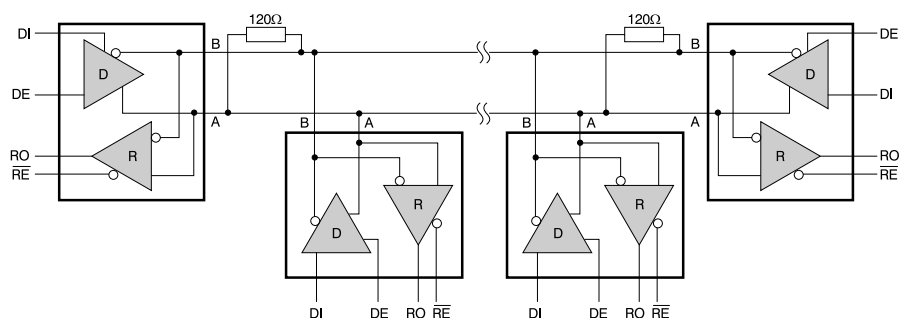 120Ω 120Ω
DI B B DE
D D
DE DI
A B A B A A
RO R R RO
RE RE
D R D R
DI DE RO RE DI DE RO RE